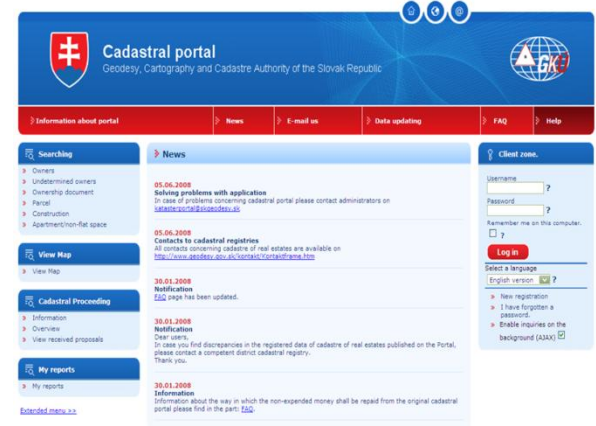 Cadastral portal
Geodesy, Cartography and Cadastre Authority of the Slovak Republic
GKÚ
Information about portal
News
E-mail us
Data updating
FAQ
Help
Searching
Owners
Undetermined owners
Ownership document
Parcel
Construction
Apartment/non-flat space
View Map
View Map
Cadastral Proceeding
Information
Overview
View received proposals
My reports
My reports
Extended menu >>
News
05.06.2008
Solving problems with application
In case of problems concerning cadastral portal please contact administrators on
katasterportal@skgeodesy.sk.
05.06.2008
Contacts to cadastral registries
All contacts concerning cadastre of real estates are available on
http://www.geodesy.gov.sk/kontakt/Kontaktframe.htm
30.01.2008
Notification
FAQ page has been updated.
30.01.2008
Notification
Dear users,
In case you find discrepancies in the registered data of cadastre of real estates published on the Portal,
please contact a competent district cadastral registry.
Thank you.
30.01.2008
Information
Information about the way in which the non-expended money shall be repaid from the original cadastral
portal please find in the part: FAQ.
Client zone.
Username
?
Password
?
Remember me on this computer.
?
Log in
Select a language
English version ?
New registration
I have forgotten a
password.
Enable inquiries on the
background (AJAX)